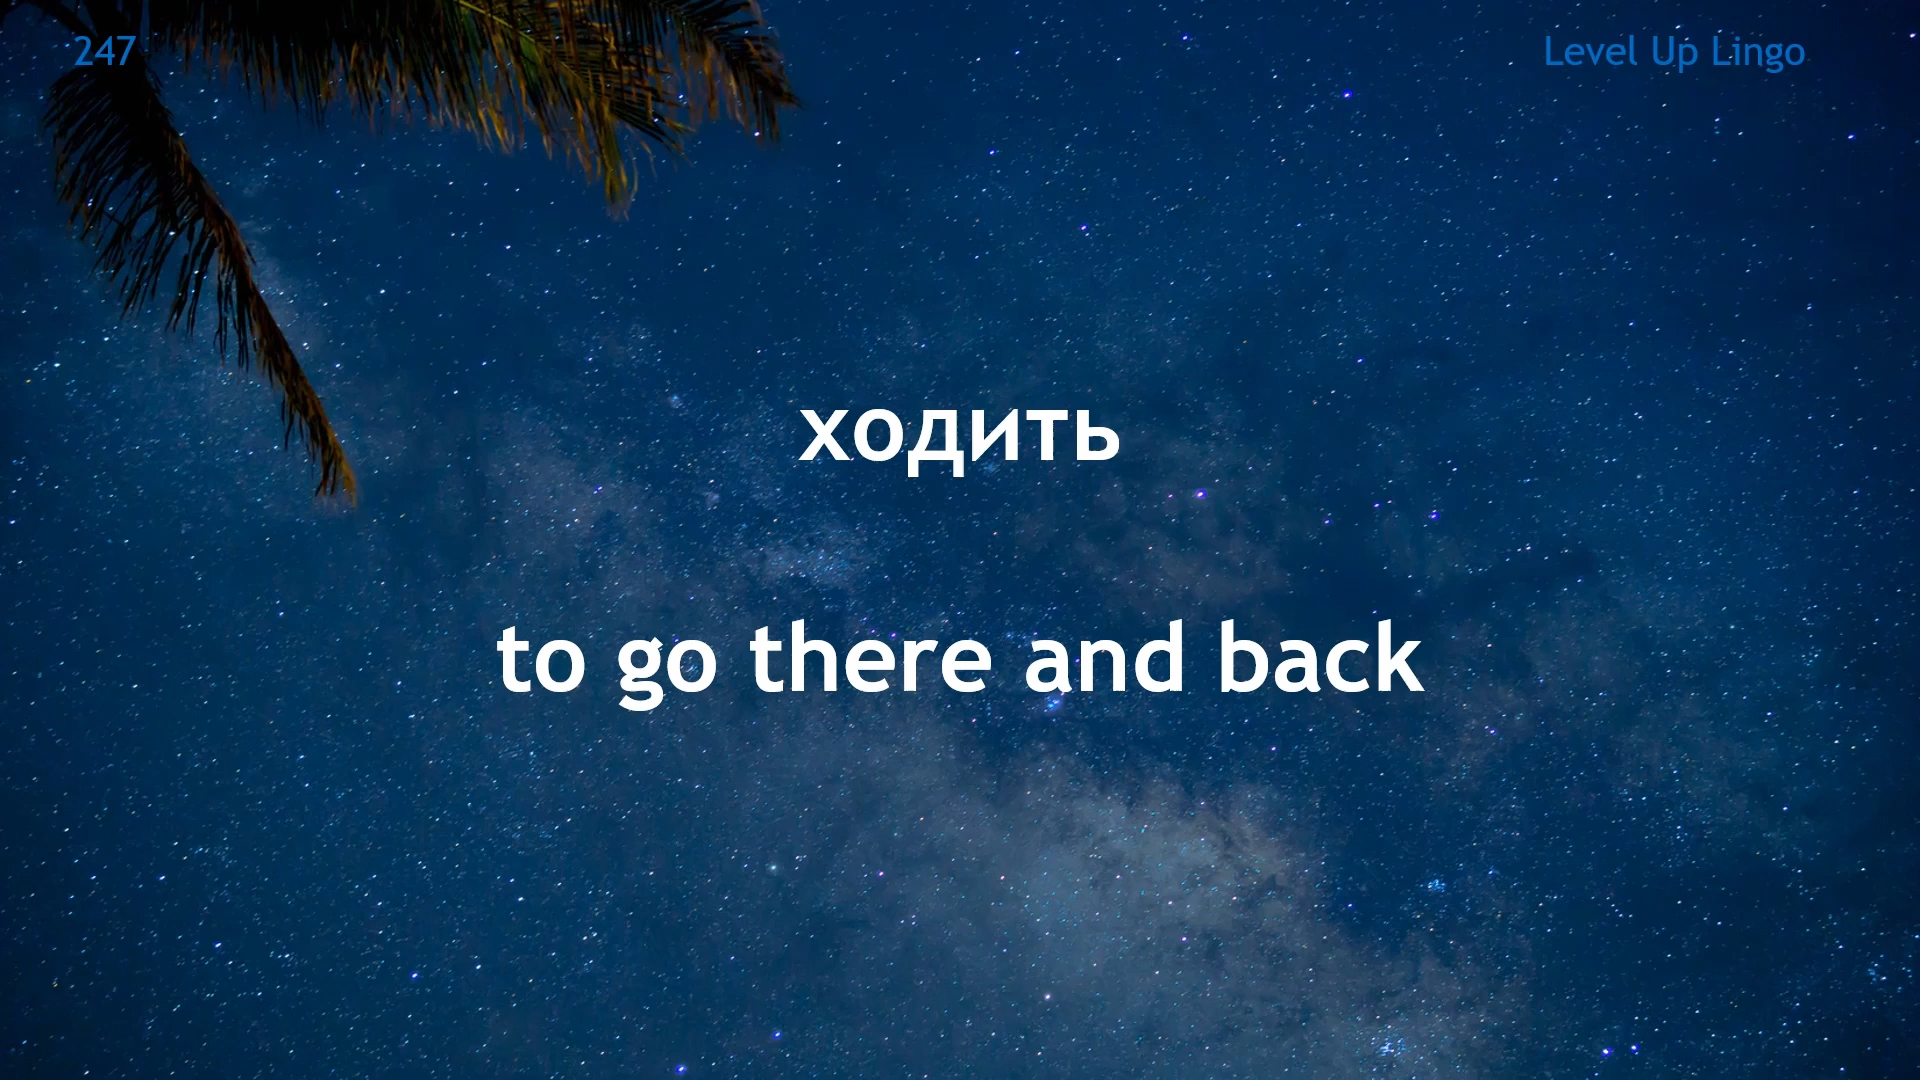 247
Level Up Lingo
ходить
to go there and back